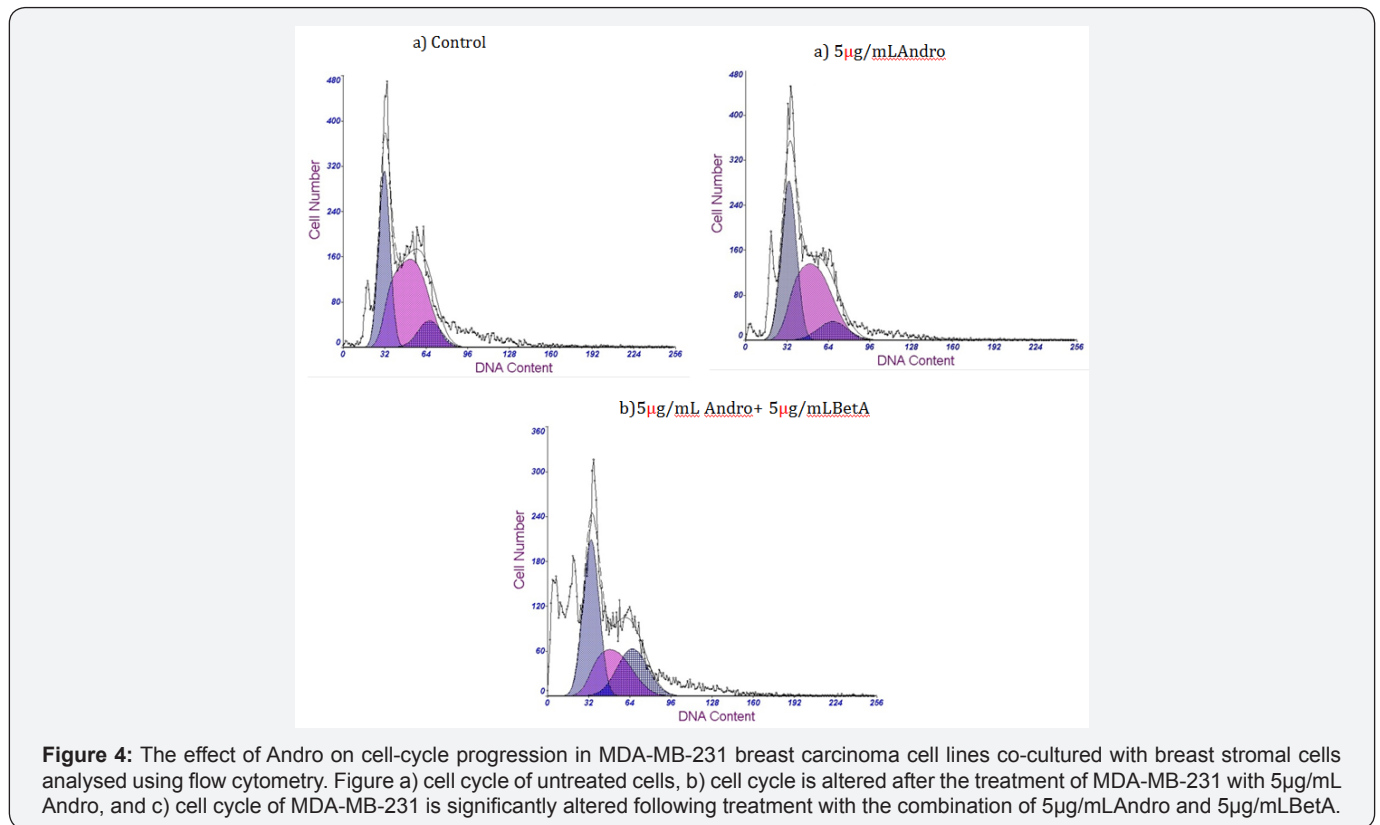 a) Control
480
400
320
240
160
80
0
Cell Number
0 32 64 96 128 160 192 224 256
DNA Content
a) 5µg/mLAndro
480
400
320
240
160
80
0
Cell Number
0 32 64 96 128 160 192 224 256
DNA Content
b)5µg/mL Andro+ 5µg/mLBetA
360
300
240
180
120
60
0
Cell Number
0 32 64 96 128 160 192 224 256
DNA Content
Figure 4: The effect of Andro on cell-cycle progression in MDA-MB-231 breast carcinoma cell lines co-cultured with breast stromal cells
analysed using flow cytometry. Figure a) cell cycle of untreated cells, b) cell cycle is altered after the treatment of MDA-MB-231 with 5µg/mL
Andro, and c) cell cycle of MDA-MB-231 is significantly altered following treatment with the combination of 5µg/mLAndro and 5µg/mLBetA.